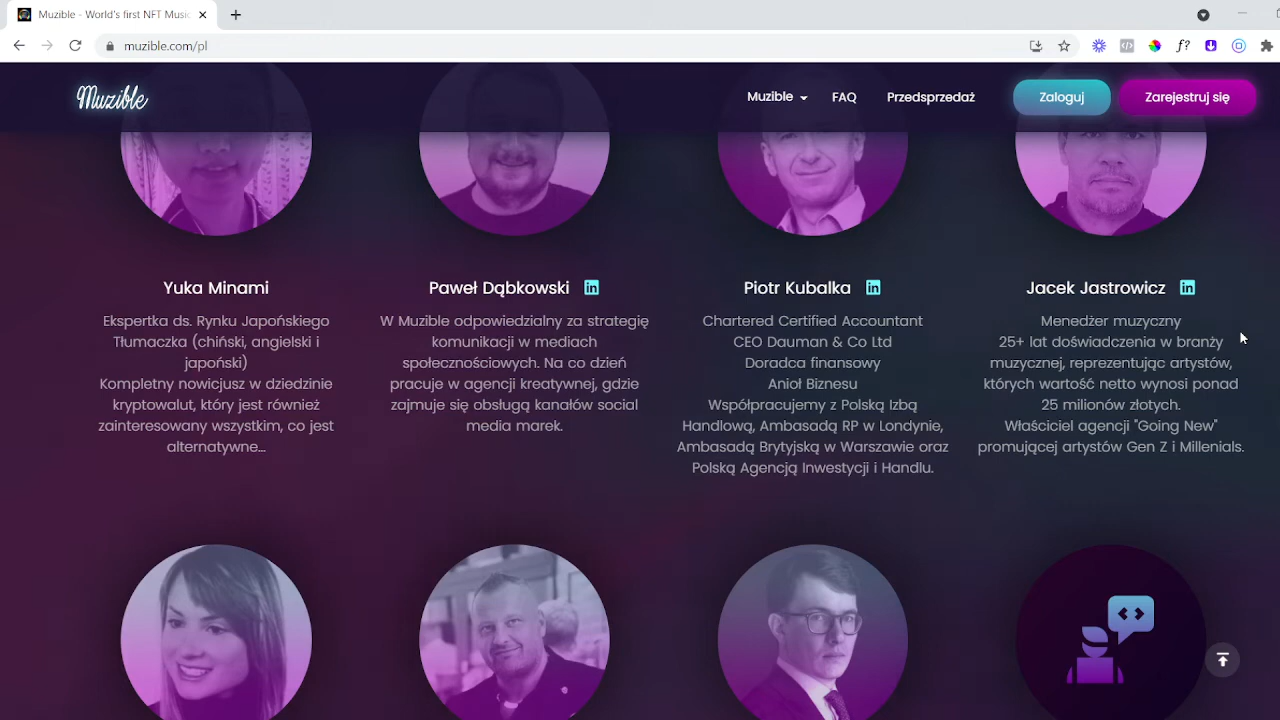 Muzible - World's first NFT Music
muzible.com/pl
f?
Muzible
Muzible
FAQ
Przedsprzedaż
Zaloguj
Zarejestruj się
Yuka Minami
Ekspertka ds. Rynku Japońskiego
Tłumaczka (chiński, angielski i
japoński)
Kompletny nowicjusz w dziedzinie
kryptowalut, który jest również
zainteresowany wszystkim, co jest
alternatywne...
Paweł Dąbkowski in
W Muzible odpowiedzialny za strategię
komunikacji w mediach
społecznościowych. Na co dzień
pracuje w agencji kreatywnej, gdzie
zajmuje się obsługą kanałów social
media marek.
Piotr Kubalka in
Chartered Certified Accountant
CEO Dauman & Co Ltd
Doradca finansowy
Anioł Biznesu
Współpracujemy z Polską Izbą
Handlową, Ambasadą RP w Londynie,
Ambasadą Brytyjską w Warszawie oraz
Polską Agencją Inwestycji i Handlu.
Jacek Jastrowicz in
Menedżer muzyczny
25+ lat doświadczenia w branży
muzycznej, reprezentując artystów,
których wartość netto wynosi ponad
25 milionów złotych.
Właściciel agencji "Going New"
promującej artystów Gen Z i Millenials.